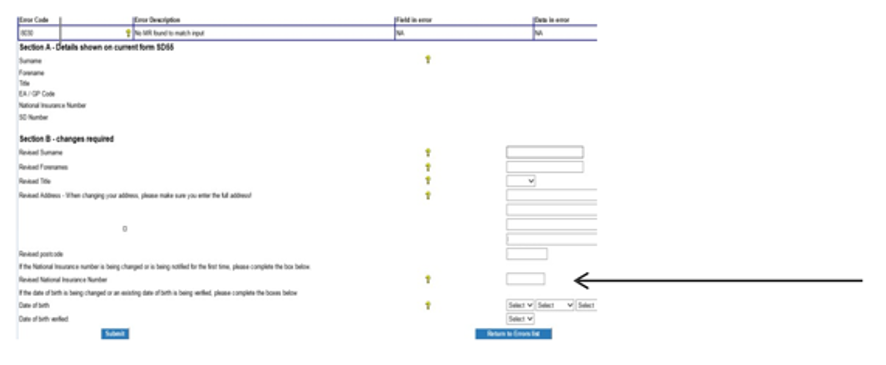 Error Code Error Description Field in error Data in error
No MR found to match input NA NA
Section A - Details shown on current form SD55
Surname
Forename
Title
EA / GP Code
National Insurance Number
SD Number
Section B - changes required
Revised Surname
Revised Forenames
Revised Title
Revised Address - When changing your address, please make sure you enter the full address!
Revised postcode
If the National Insurance number is being changed or is being notified for the first time, please complete the box below.
Revised National Insurance Number
If the date of birth is being changed or an existing date of birth is being verified, please complete the boxes below
Date of birth Select Select Select
Date of birth verified Select
Submit Return to Errors list